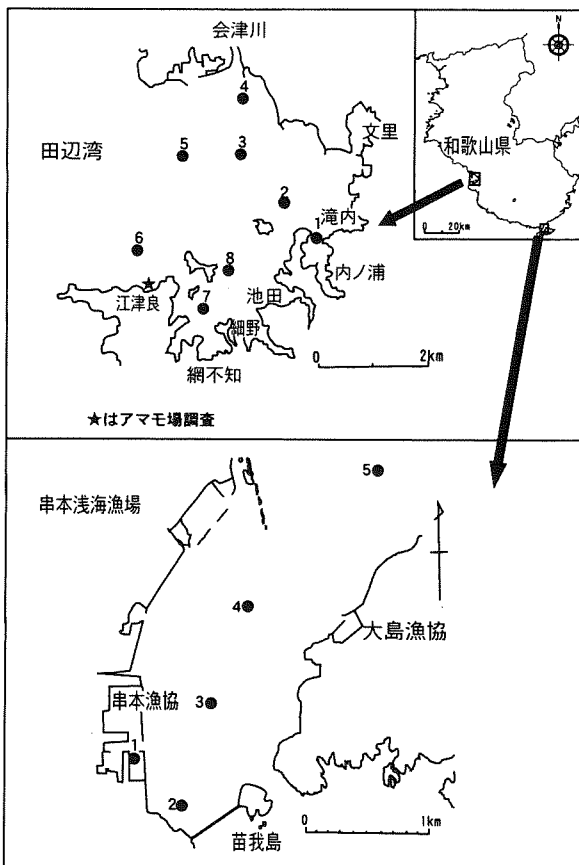 会津川
N
4
文里
田辺湾
5
3
和歌山県
2
滝内
1
0 20km
6
8
内ノ浦
江津良
池田
7
細野
0 2km
網不知
★はアマモ場調査
5
串本浅海漁場
4
大島漁協
串本漁協
3
1
2
苗我島
0 1km